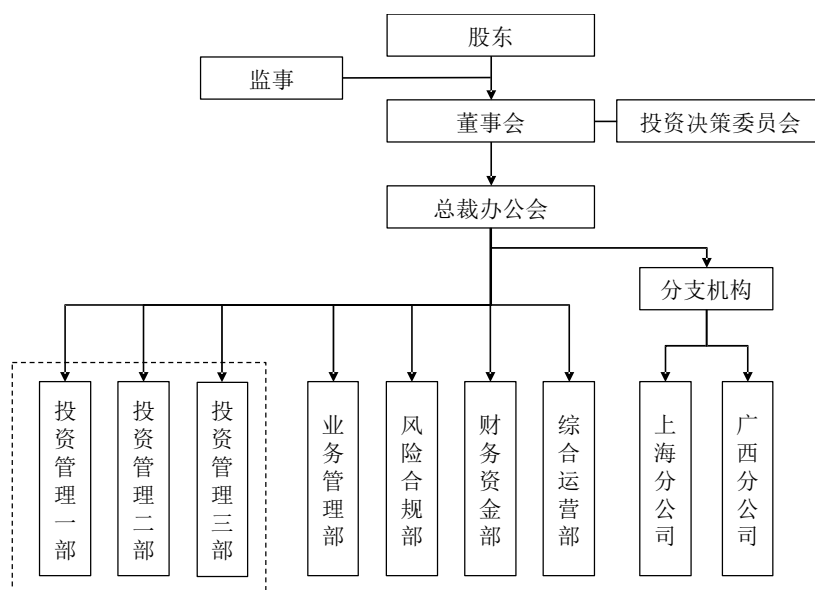 股东
监事
董事会
投资决策委员会
总裁办公会
分支机构
投资管理一部
投资管理二部
投资管理三部
业务管理部
风险合规部
财务资金部
综合运营部
上海分公司
广西分公司